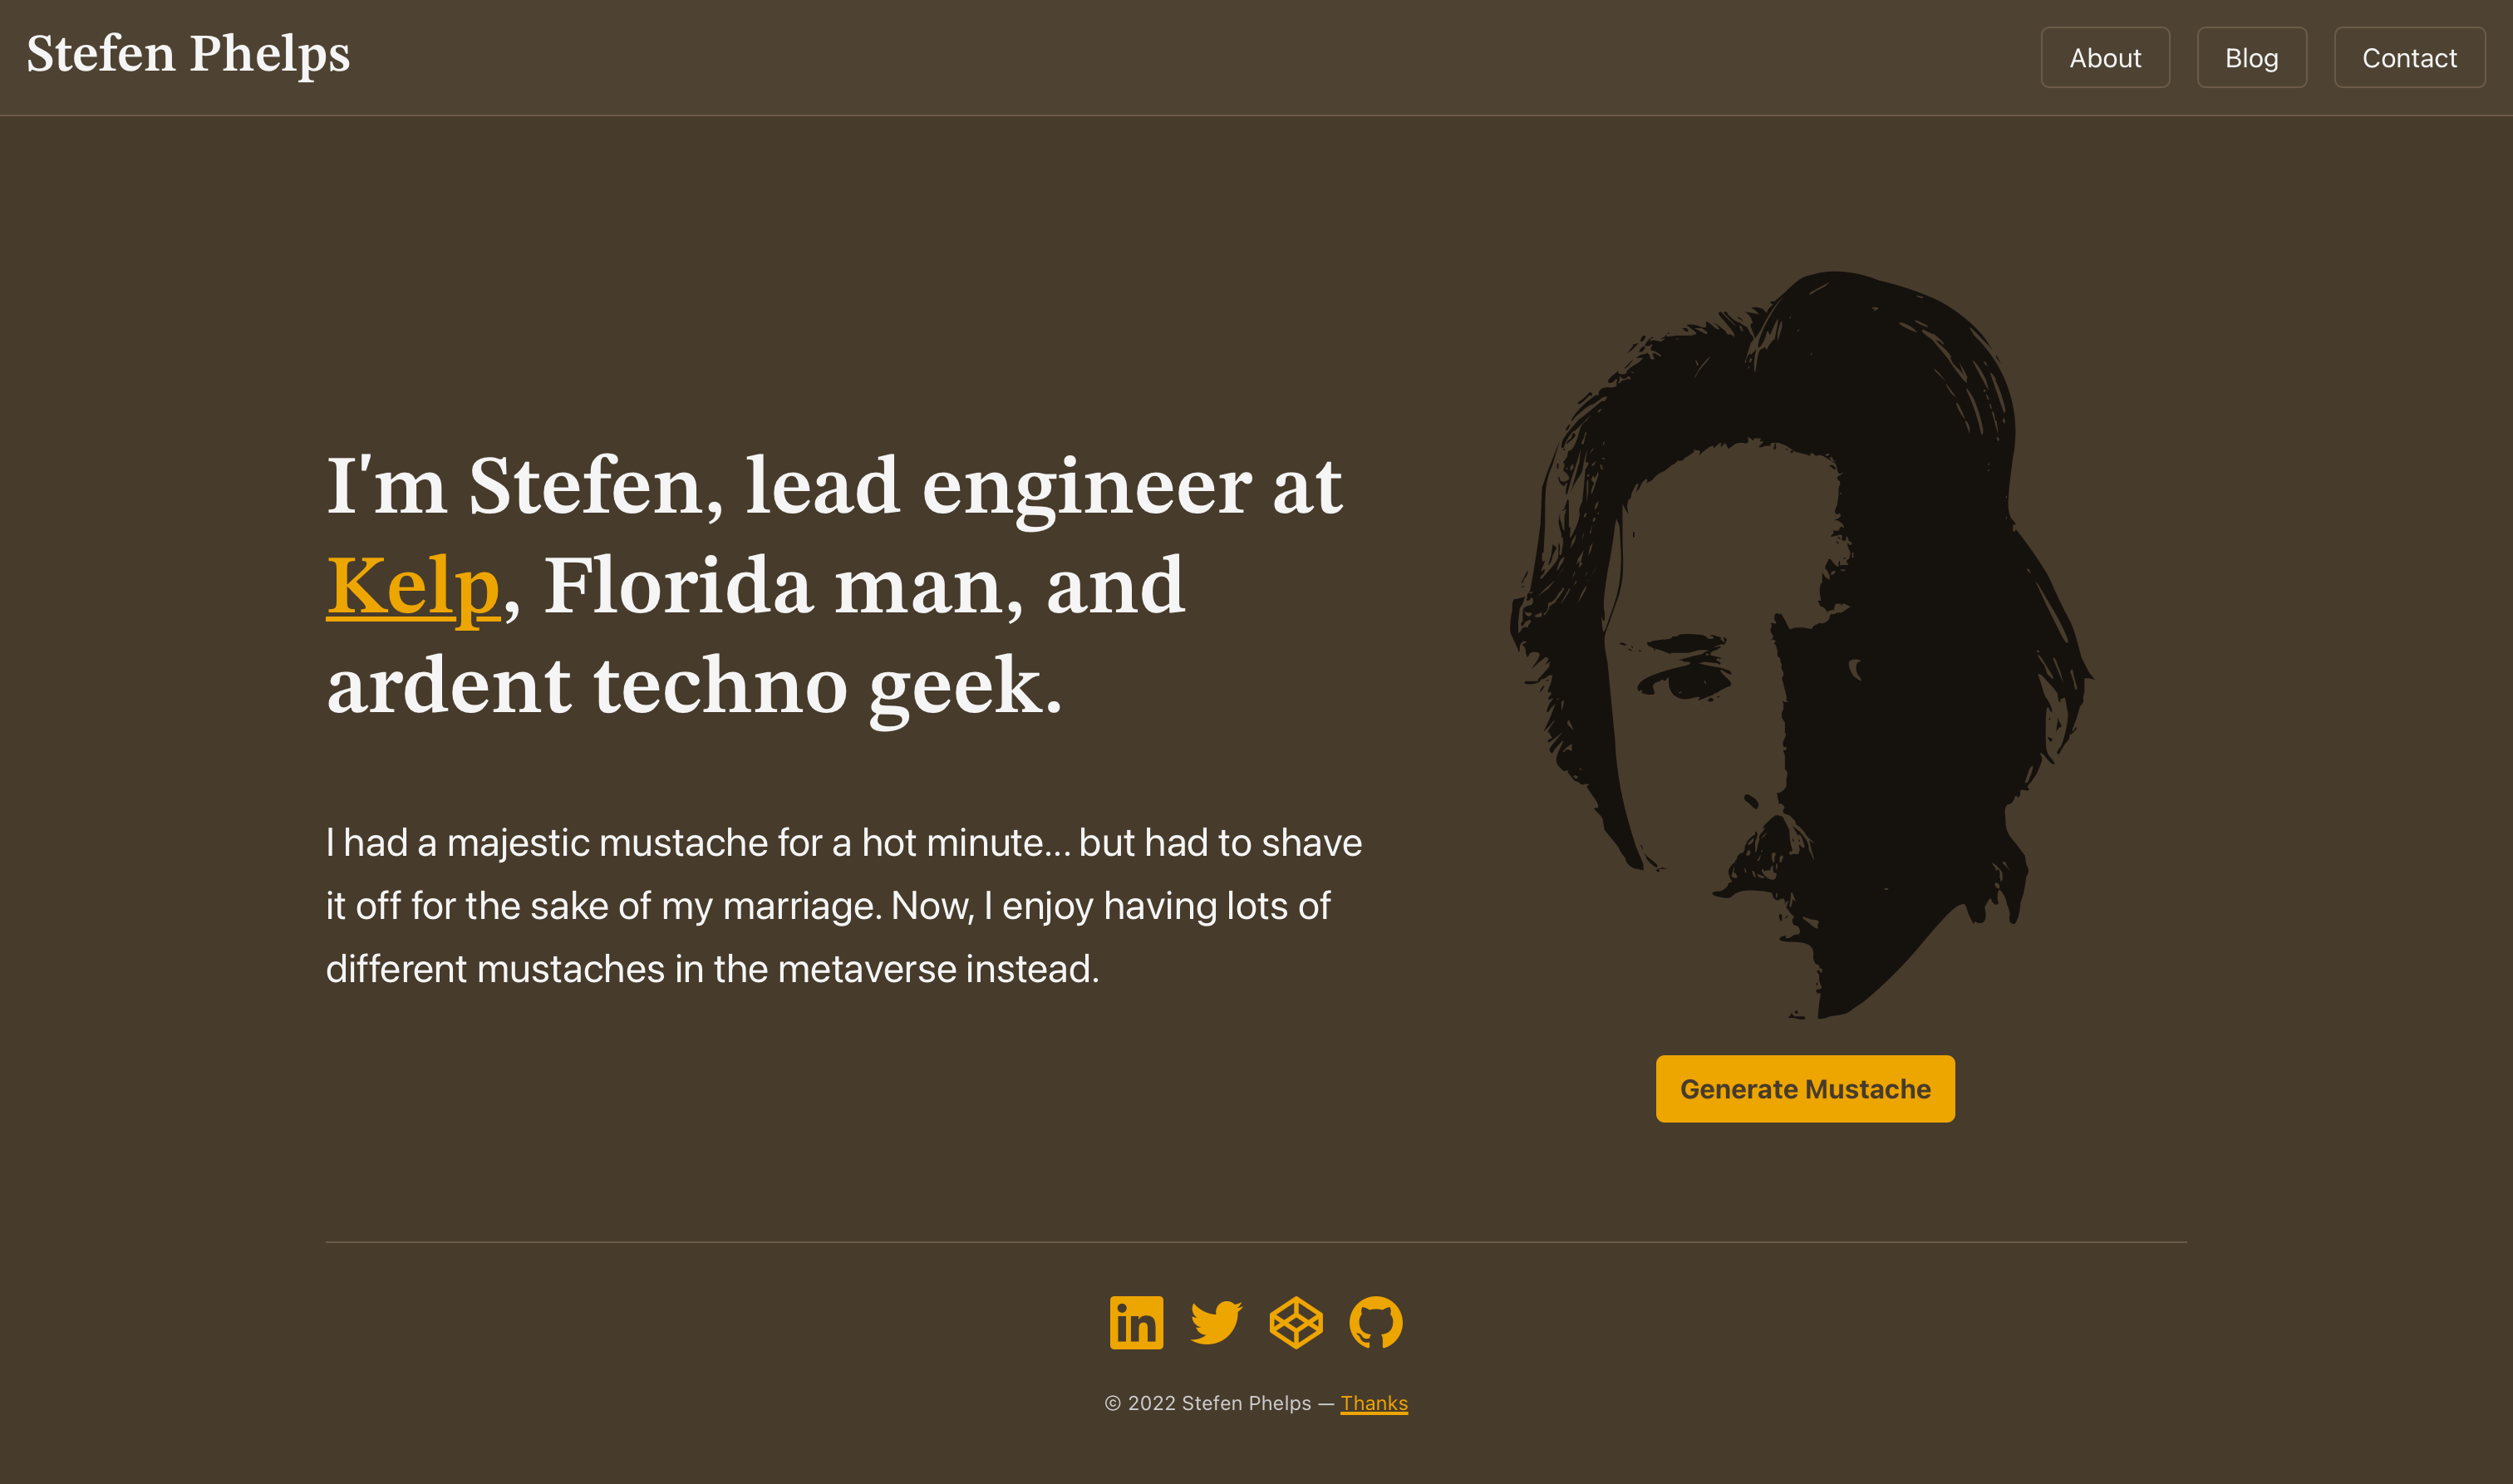 Stefen Phelps
About
Blog
Contact
I'm Stefen, lead engineer at
Kelp, Florida man, and
ardent techno geek.
I had a majestic mustache for a hot minute... but had to shave
it off for the sake of my marriage. Now, I enjoy having lots of
different mustaches in the metaverse instead.
Generate Mustache
in
© 2022 Stefen Phelps — Thanks